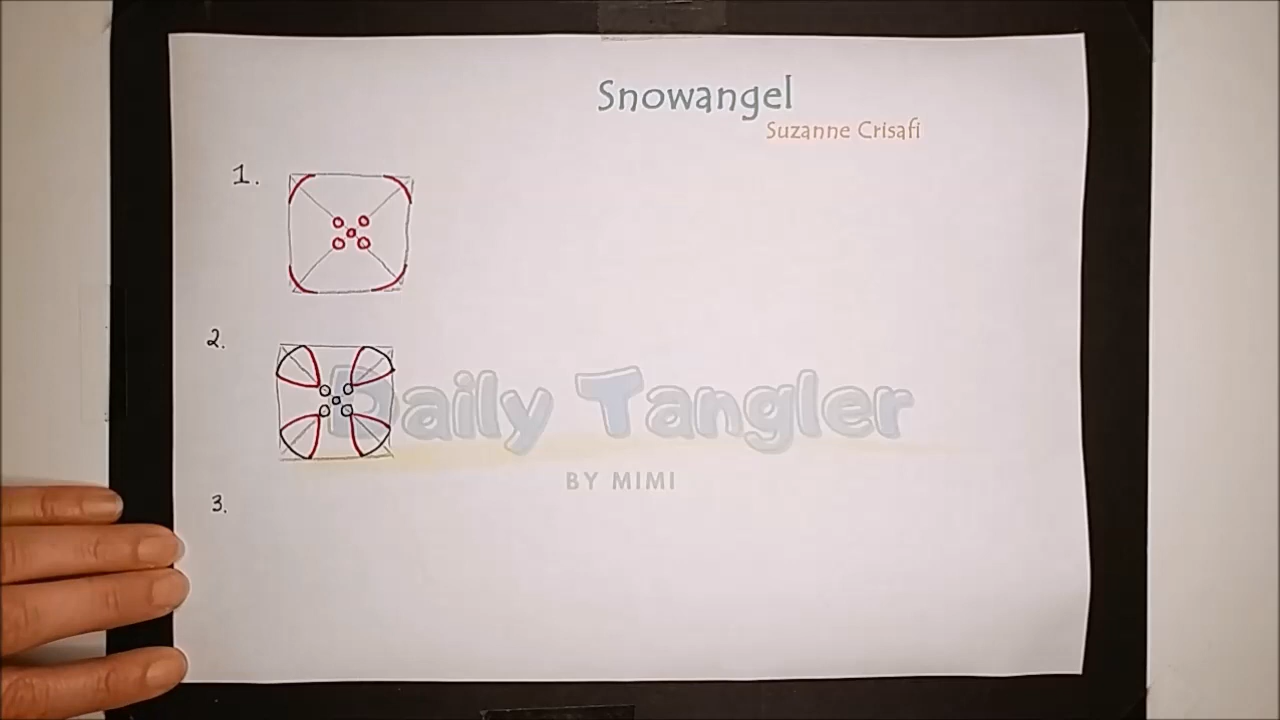 Snowangel
Suzanne Crisafi
1.
2.
Daily Tangler
BY MIMI
3.